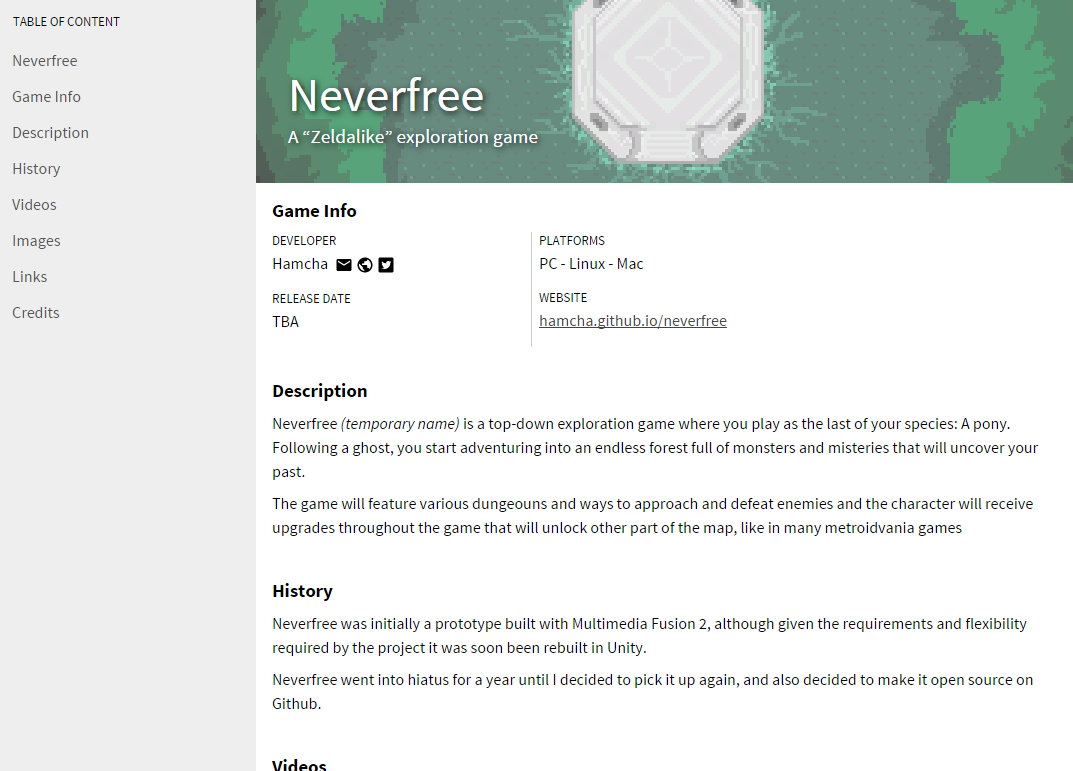 TABLE OF CONTENT
Neverfree
Game Info
Description
History
Videos
Images
Links
Credits
Neverfree
A “Zeldalike” exploration game
Game Info
DEVELOPER
Hamcha
RELEASE DATE
TBA
PLATFORMS
PC - Linux - Mac
WEBSITE
hamcha.github.io/neverfree
Description
Neverfree (temporary name) is a top-down exploration game where you play as the last of your species: A pony.
Following a ghost, you start adventuring into an endless forest full of monsters and misteries that will uncover your
past.
The game will feature various dungeouns and ways to approach and defeat enemies and the character will receive
upgrades throughout the game that will unlock other part of the map, like in many metroidvania games
History
Neverfree was initially a prototype built with Multimedia Fusion 2, although given the requirements and flexibility
required by the project it was soon been rebuilt in Unity.
Neverfree went into hiatus for a year until I decided to pick it up again, and also decided to make it open source on
Github.
Videos